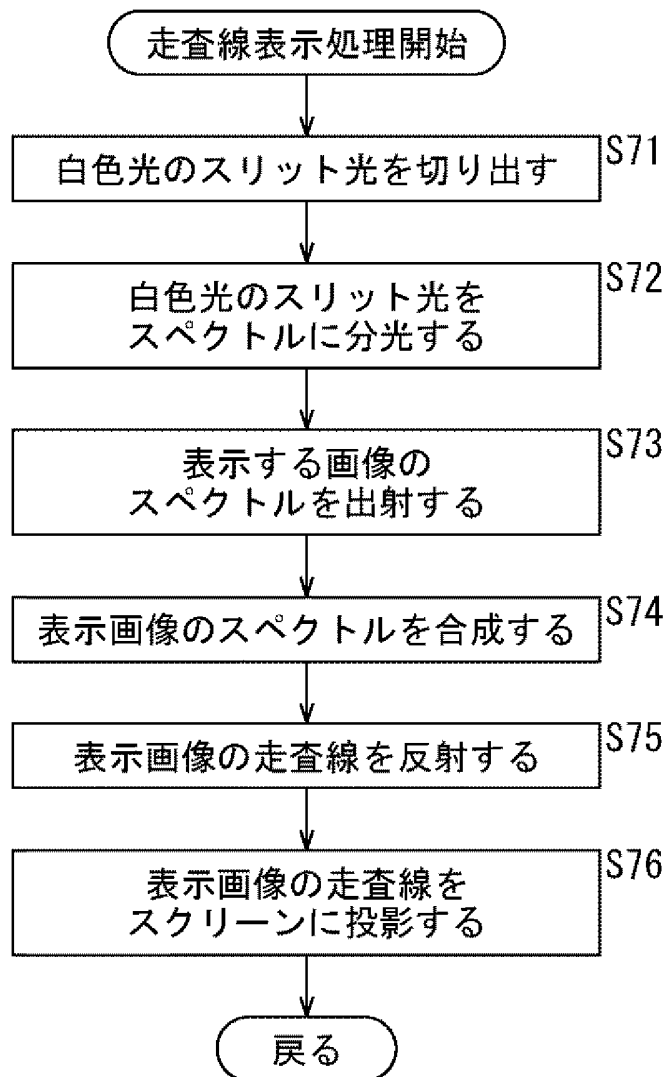 走査線表示処理開始
白色光のスリット光を切り出す
S71
白色光のスリット光を
スペクトルに分光する
S72
表示する画像の
スペクトルを出射する
S73
表示画像のスペクトルを合成する
S74
表示画像の走査線を反射する
S75
表示画像の走査線を
スクリーンに投影する
S76
戻る